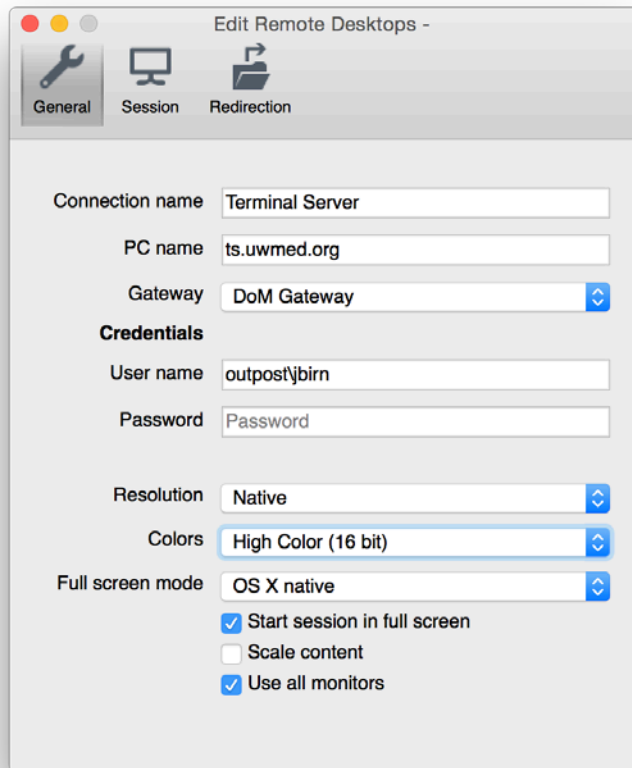 Edit Remote Desktops -
General Session Redirection
Connection name Terminal Server
PC name ts.uwmed.org
Gateway DoM Gateway
Credentials
User name outpost\jbirn
Password Password
Resolution Native
Colors High Color (16 bit)
Full screen mode OS X native
Start session in full screen
Scale content
Use all monitors